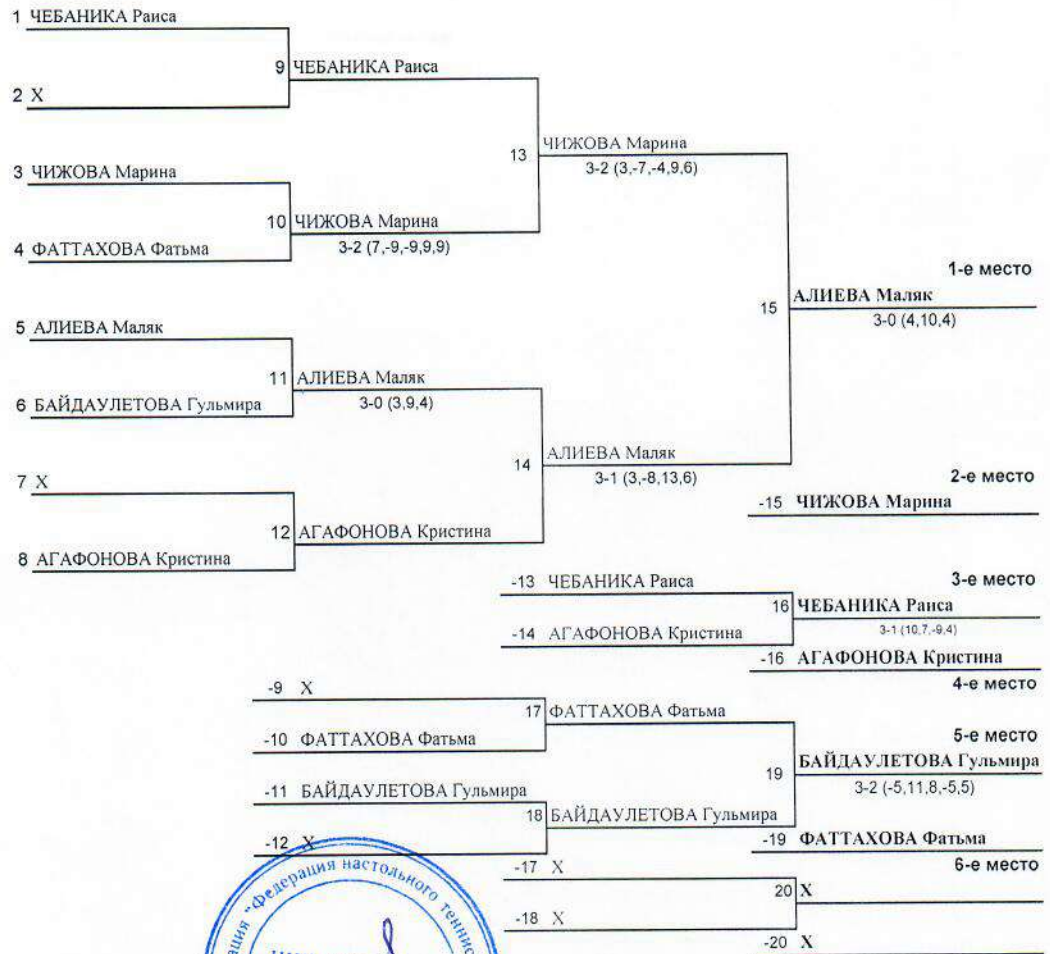 1 ЧЕБАНИКА Раиса
9 ЧЕБАНИКА Раиса
2 X
13 ЧИЖОВА Марина
3-2 (3,-7,-4,9,6)
3 ЧИЖОВА Марина
10 ЧИЖОВА Марина
3-2 (7,-9,-9,9,9)
4 ФАТТАХОВА Фатьма
1-е место
15 АЛИЕВА Маляк
3-0 (4,10,4)
5 АЛИЕВА Маляк
11 АЛИЕВА Маляк
3-0 (3,9,4)
6 БАЙДАУЛЕТОВА Гульмира
14 АЛИЕВА Маляк
3-1 (3,-8,13,6)
7 X
2-е место
-15 ЧИЖОВА Марина
12 АГАФОНОВА Кристина
8 АГАФОНОВА Кристина
-13 ЧЕБАНИКА Раиса
3-е место
16 ЧЕБАНИКА Раиса
3-1 (10,7,-9,4)
-14 АГАФОНОВА Кристина
-16 АГАФОНОВА Кристина
4-е место
-9 X
17 ФАТТАХОВА Фатьма
-10 ФАТТАХОВА Фатьма
5-е место
19 БАЙДАУЛЕТОВА Гульмира
3-2 (-5,11,8,-5,5)
-11 БАЙДАУЛЕТОВА Гульмира
18 БАЙДАУЛЕТОВА Гульмира
-12 X
-19 ФАТТАХОВА Фатьма
6-е место
-17 X
20 X
-18 X
-20 X
"Федерация настольного